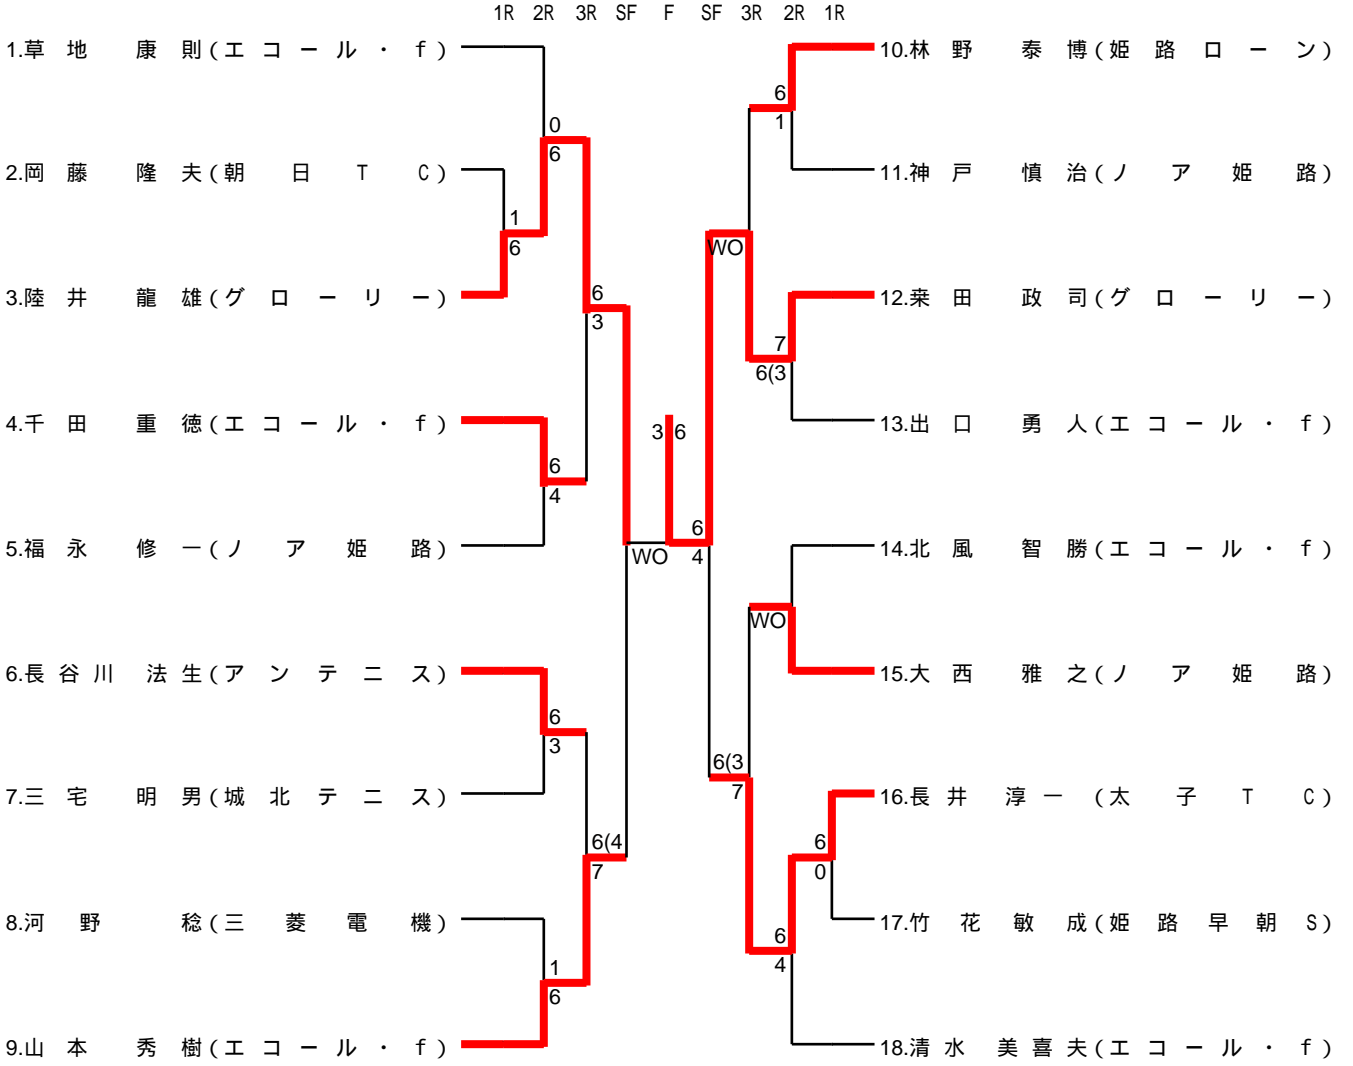 1R 2R 3R SF F SF 3R 2R 1R
1.草地 康則(エコール・f)
10.林野 泰博(姫路ローン)
6
1
0
6
2.岡藤 隆夫(朝日TC)
11.神戸 慎治(ノア姫路)
1
6
WO
3.陸井 龍雄(グローリー)
12.桒田 政司(グローリー)
6
3
7
6(3
4.千田 重徳(エコール・f)
13.出口 勇人(エコール・f)
3 6
6
4
5.福永 修一(ノア姫路)
14.北風 智勝(エコール・f)
WO
6
4
WO
6.長谷川 法生(アンテニス)
15.大西 雅之(ノア姫路)
6
3
6(3
7
7.三宅 明男(城北テニス)
16.長井 淳一(太子TC)
6(4
7
6
0
8.河野 稔(三菱電機)
17.竹花敏成(姫路早朝S)
1
6
6
4
9.山本 秀樹(エコール・f)
18.清水 美喜夫(エコール・f)